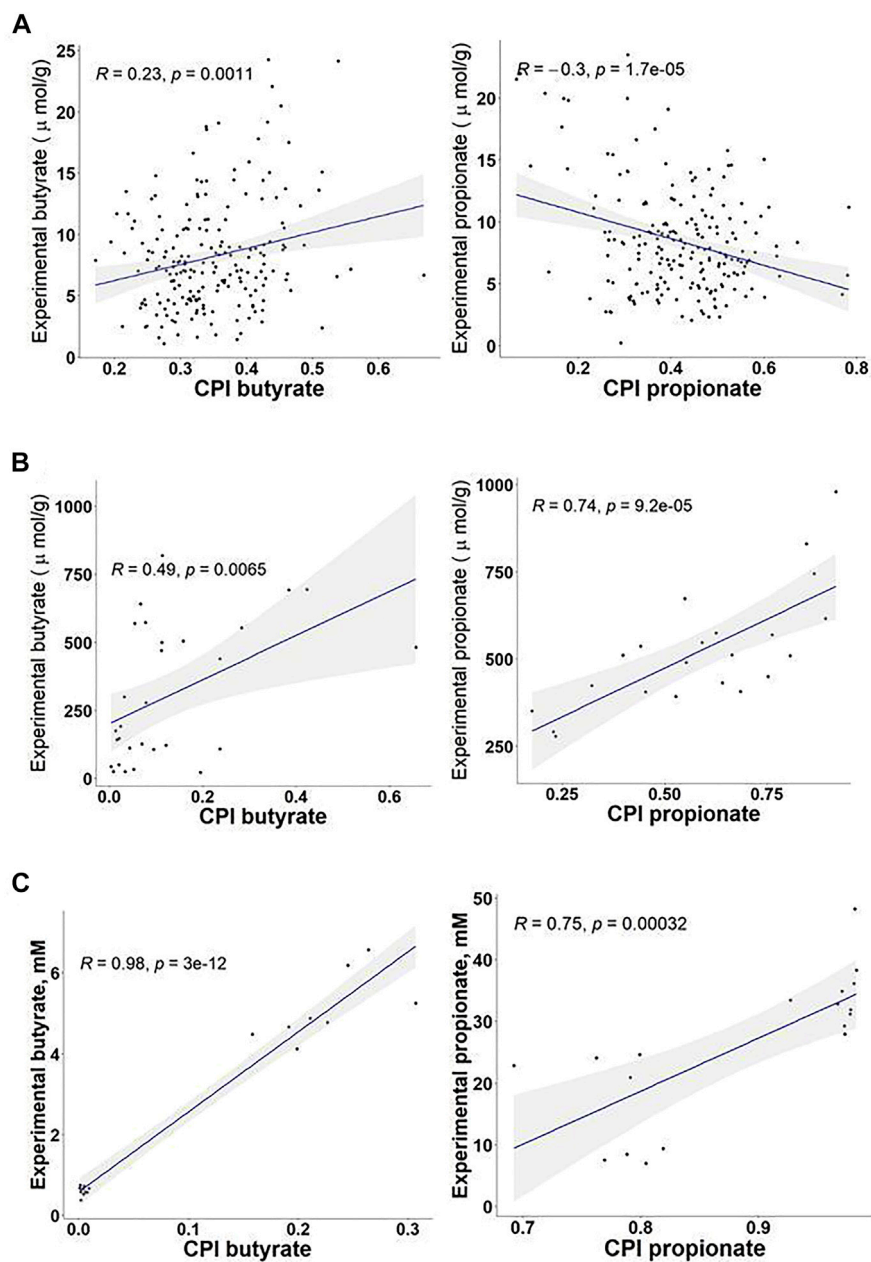 A
R = 0.23, p = 0.0011
Experimental butyrate ( μ mol/g)
25
20
15
10
5
0
0.2 0.3 0.4 0.5 0.6
CPI butyrate
R = −0.3, p = 1.7e-05
Experimental propionate ( μ mol/g)
20
15
10
5
0
0.2 0.4 0.6 0.8
CPI propionate
B
R = 0.49, p = 0.0065
Experimental butyrate ( μ mol/g)
1000
750
500
250
0
0.0 0.2 0.4 0.6
CPI butyrate
R = 0.74, p = 9.2e-05
Experimental propionate ( μ mol/g)
1000
750
500
250
0.25 0.50 0.75
CPI propionate
C
R = 0.98, p = 3e-12
Experimental butyrate, mM
6
4
2
0
0.0 0.1 0.2 0.3
CPI butyrate
R = 0.75, p = 0.00032
Experimental propionate, mM
50
40
30
20
10
0
0.7 0.8 0.9
CPI propionate